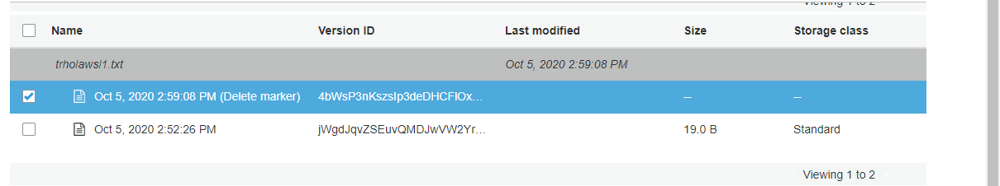 Viewing 1 to 2
Name Version ID Last modified Size Storage class
trholawsl1.txt Oct 5, 2020 2:59:08 PM
Oct 5, 2020 2:59:08 PM (Delete marker) 4bWsP3nKszsIp3deDHCFlOx... -- --
Oct 5, 2020 2:52:26 PM jWgdJqvZSEuvQMDJwVW2Yr... 19.0 B Standard
Viewing 1 to 2